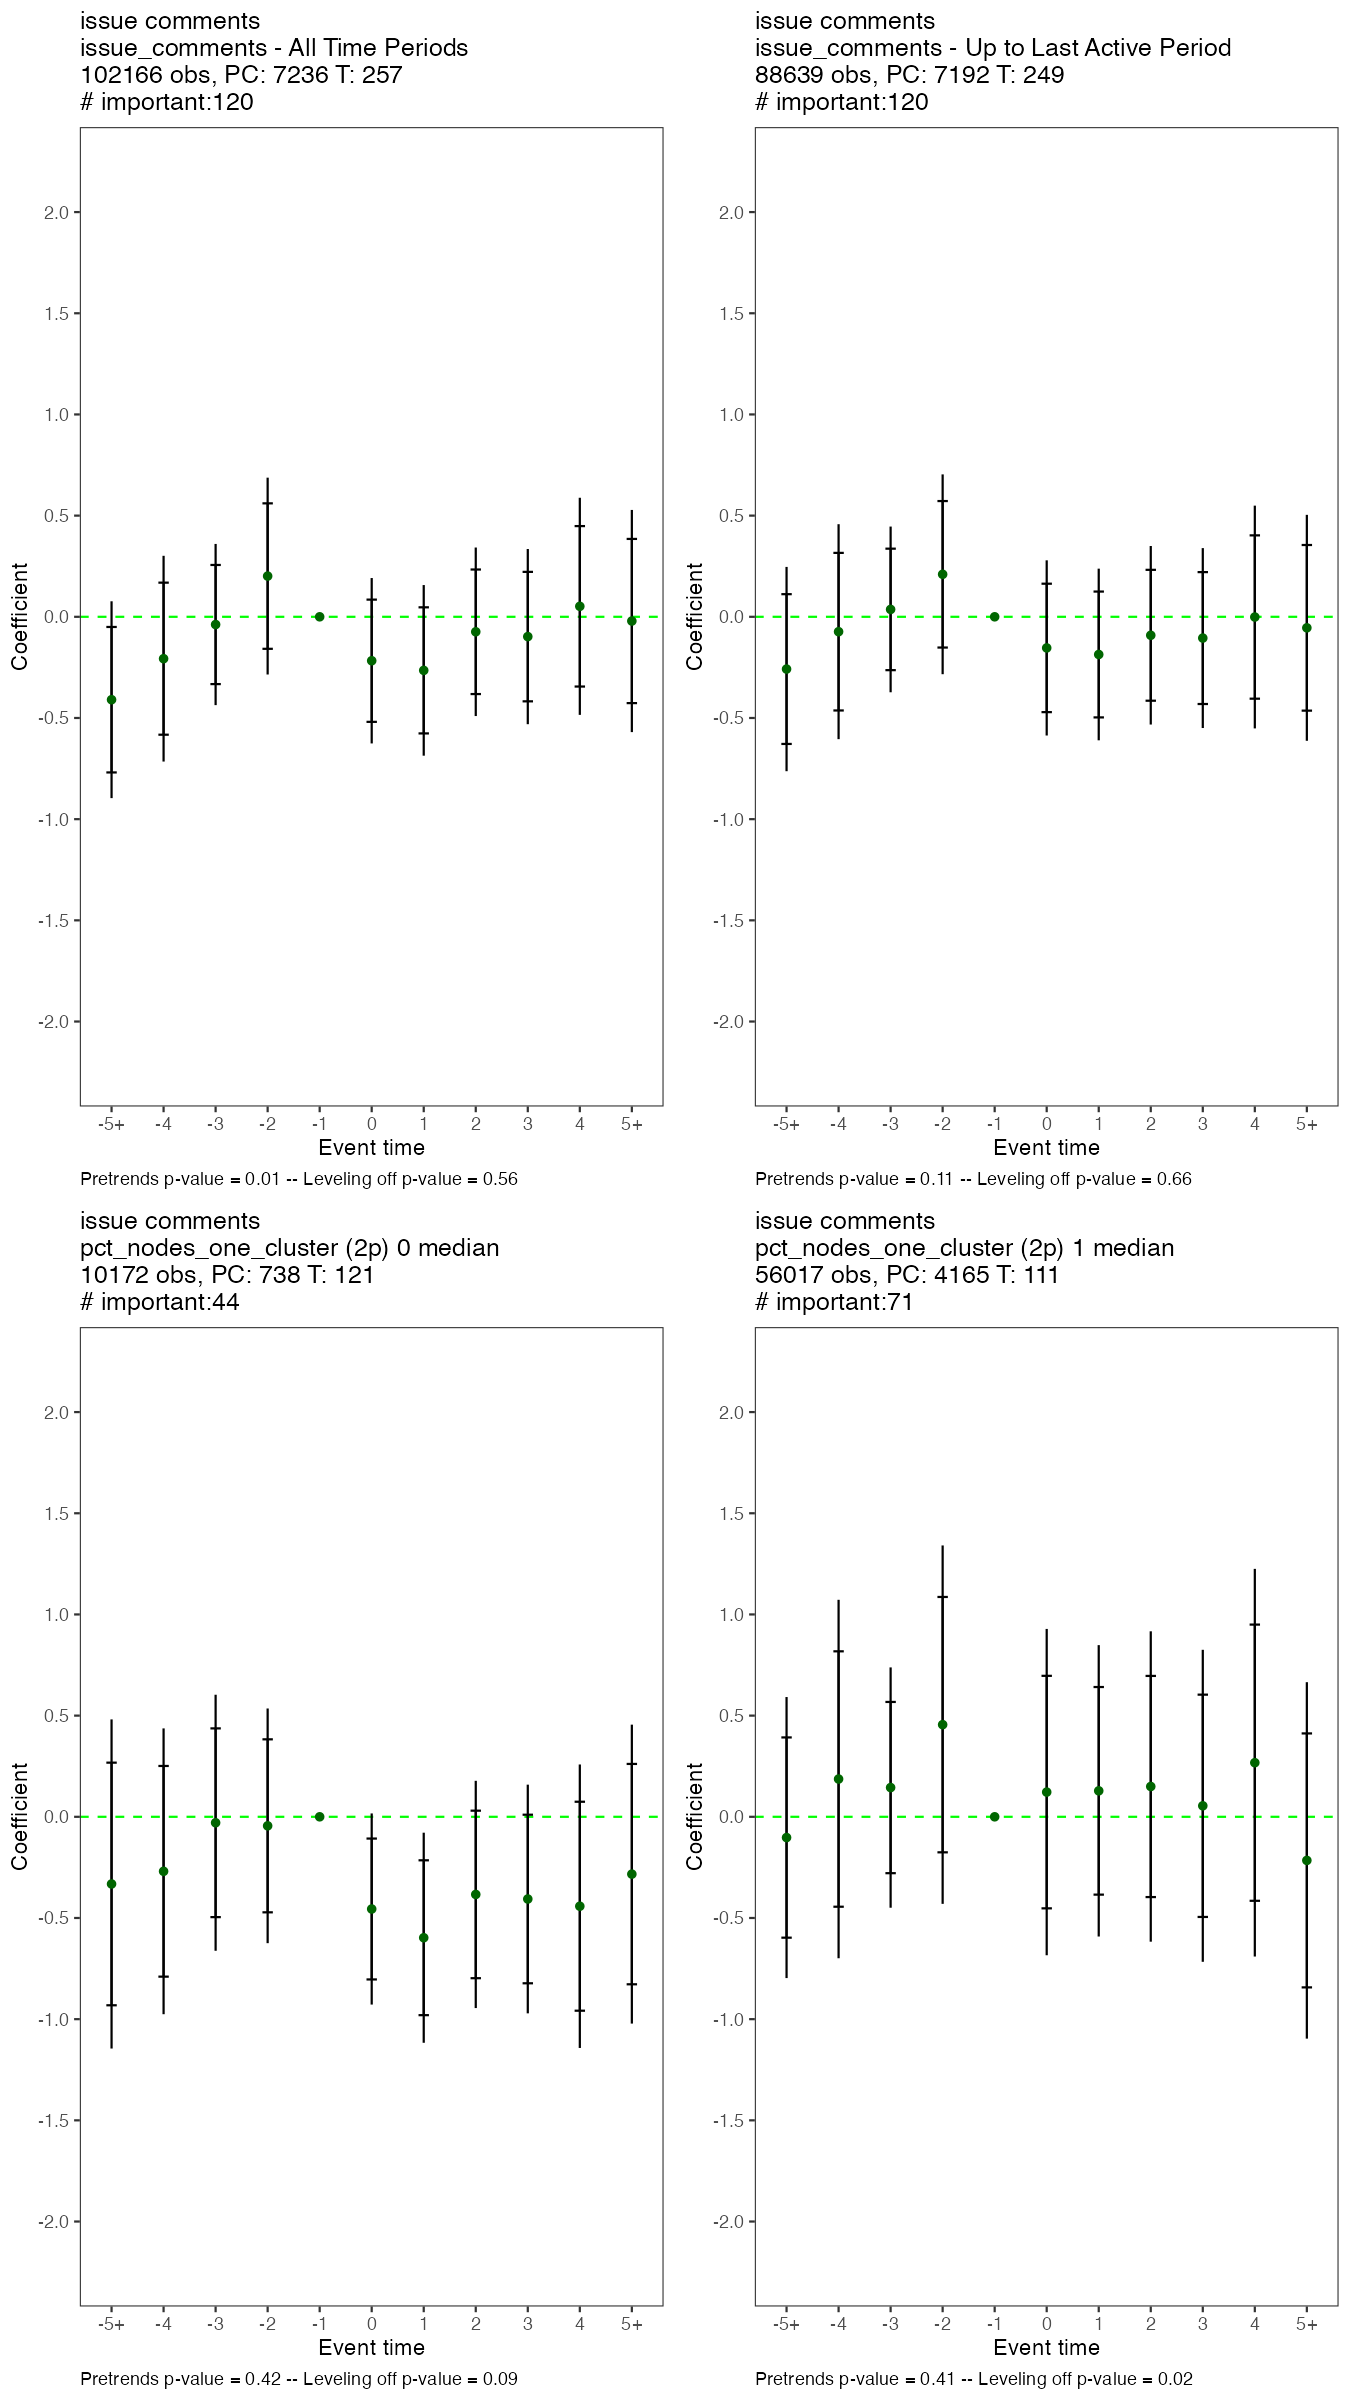 issue comments
issue_comments - All Time Periods
102166 obs, PC: 7236 T: 257
# important:120
2.0
1.5
1.0
0.5
0.0
-0.5
-1.0
-1.5
-2.0
Coefficient
-5+ -4 -3 -2 -1 0 1 2 3 4 5+
Event time
Pretrends p-value = 0.01 -- Leveling off p-value = 0.56
issue comments
issue_comments - Up to Last Active Period
88639 obs, PC: 7192 T: 249
# important:120
2.0
1.5
1.0
0.5
0.0
-0.5
-1.0
-1.5
-2.0
Coefficient
-5+ -4 -3 -2 -1 0 1 2 3 4 5+
Event time
Pretrends p-value = 0.11 -- Leveling off p-value = 0.66
issue comments
pct_nodes_one_cluster (2p) 0 median
10172 obs, PC: 738 T: 121
# important:44
2.0
1.5
1.0
0.5
0.0
-0.5
-1.0
-1.5
-2.0
Coefficient
-5+ -4 -3 -2 -1 0 1 2 3 4 5+
Event time
Pretrends p-value = 0.42 -- Leveling off p-value = 0.09
issue comments
pct_nodes_one_cluster (2p) 1 median
56017 obs, PC: 4165 T: 111
# important:71
2.0
1.5
1.0
0.5
0.0
-0.5
-1.0
-1.5
-2.0
Coefficient
-5+ -4 -3 -2 -1 0 1 2 3 4 5+
Event time
Pretrends p-value = 0.41 -- Leveling off p-value = 0.02